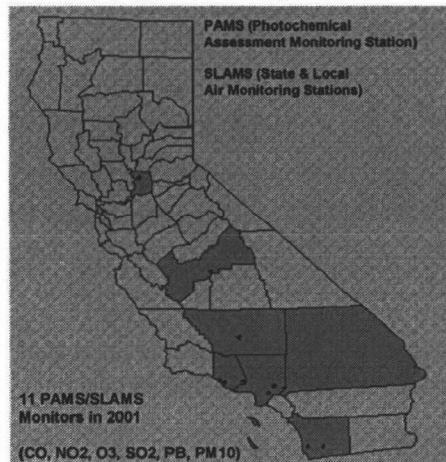 PAMS (Photochemical
Assessment Monitoring Station)
SLAMS (State & Local
Air Monitoring Stations)
11 PAMS/SLAMS
Monitors in 2001
(CO, NO2, O3, SO2, PB, PM10)